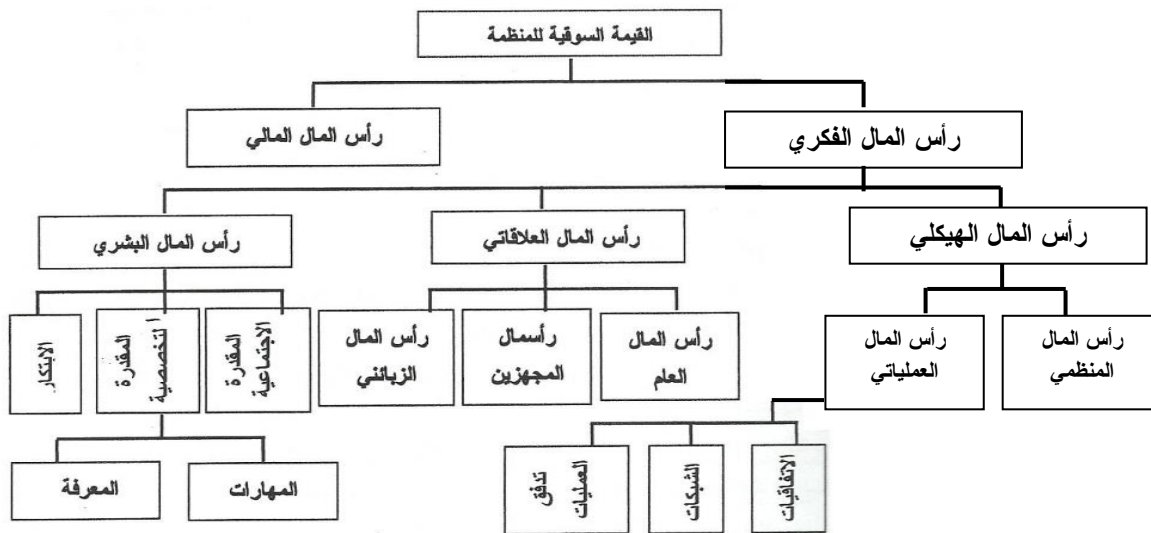 القيمة السوقية للمنظمة
رأس المال الفكري
رأس المال المالي
رأس المال الهيكلي
رأس المال العلاقاتي
رأس المال البشري
رأس المال
المنظمي
رأس المال
العملياتي
رأس المال
العام
رأسمال
المجهزين
رأس المال
الزبائني
المقدرة
الاجتماعية
المقدرة
التخصصية
الابتكار
الاتفاقيات
الشبكات
تدفق
العمليات
المهارات
المعرفة